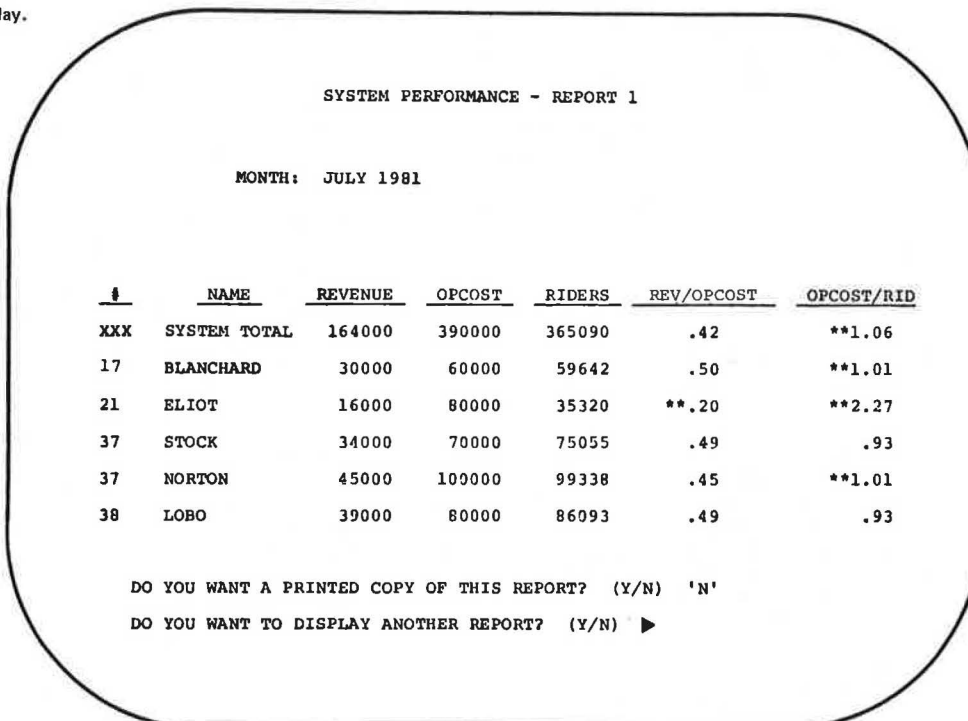 lay.
SYSTEM PERFORMANCE - REPORT 1
MONTH: JULY 1981
# NAME REVENUE OPCOST RIDERS REV/OPCOST OPCOST/RID
XXX SYSTEM TOTAL 164000 390000 365090 .42 **1.06
17 BLANCHARD 30000 60000 59642 .50 **1.01
21 ELIOT 16000 80000 35320 **.20 **2.27
37 STOCK 34000 70000 75055 .49 .93
37 NORTON 45000 100000 99338 .45 **1.01
38 LOBO 39000 80000 86093 .49 .93
DO YOU WANT A PRINTED COPY OF THIS REPORT? (Y/N) 'N'
DO YOU WANT TO DISPLAY ANOTHER REPORT? (Y/N) ▶